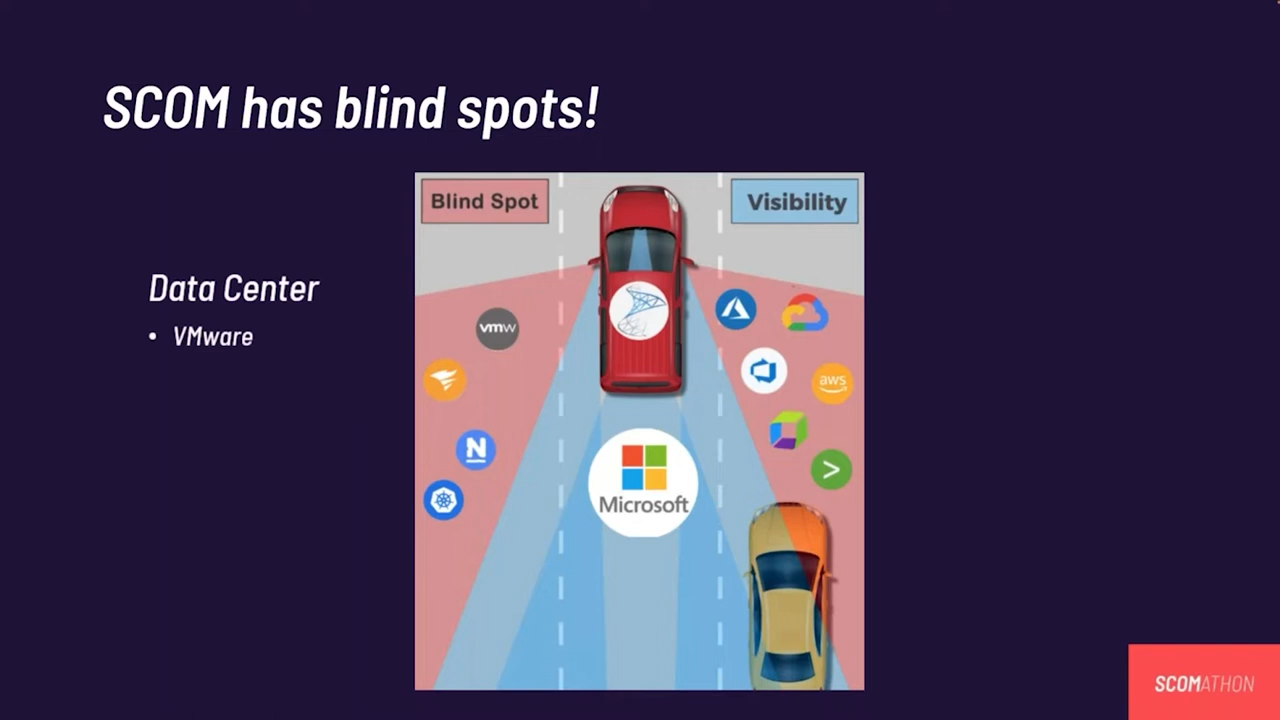 SCOM has blind spots!
Blind Spot
Visibility
Data Center
• VMware
vmw
aws
N
>
Microsoft
SCOMATHON